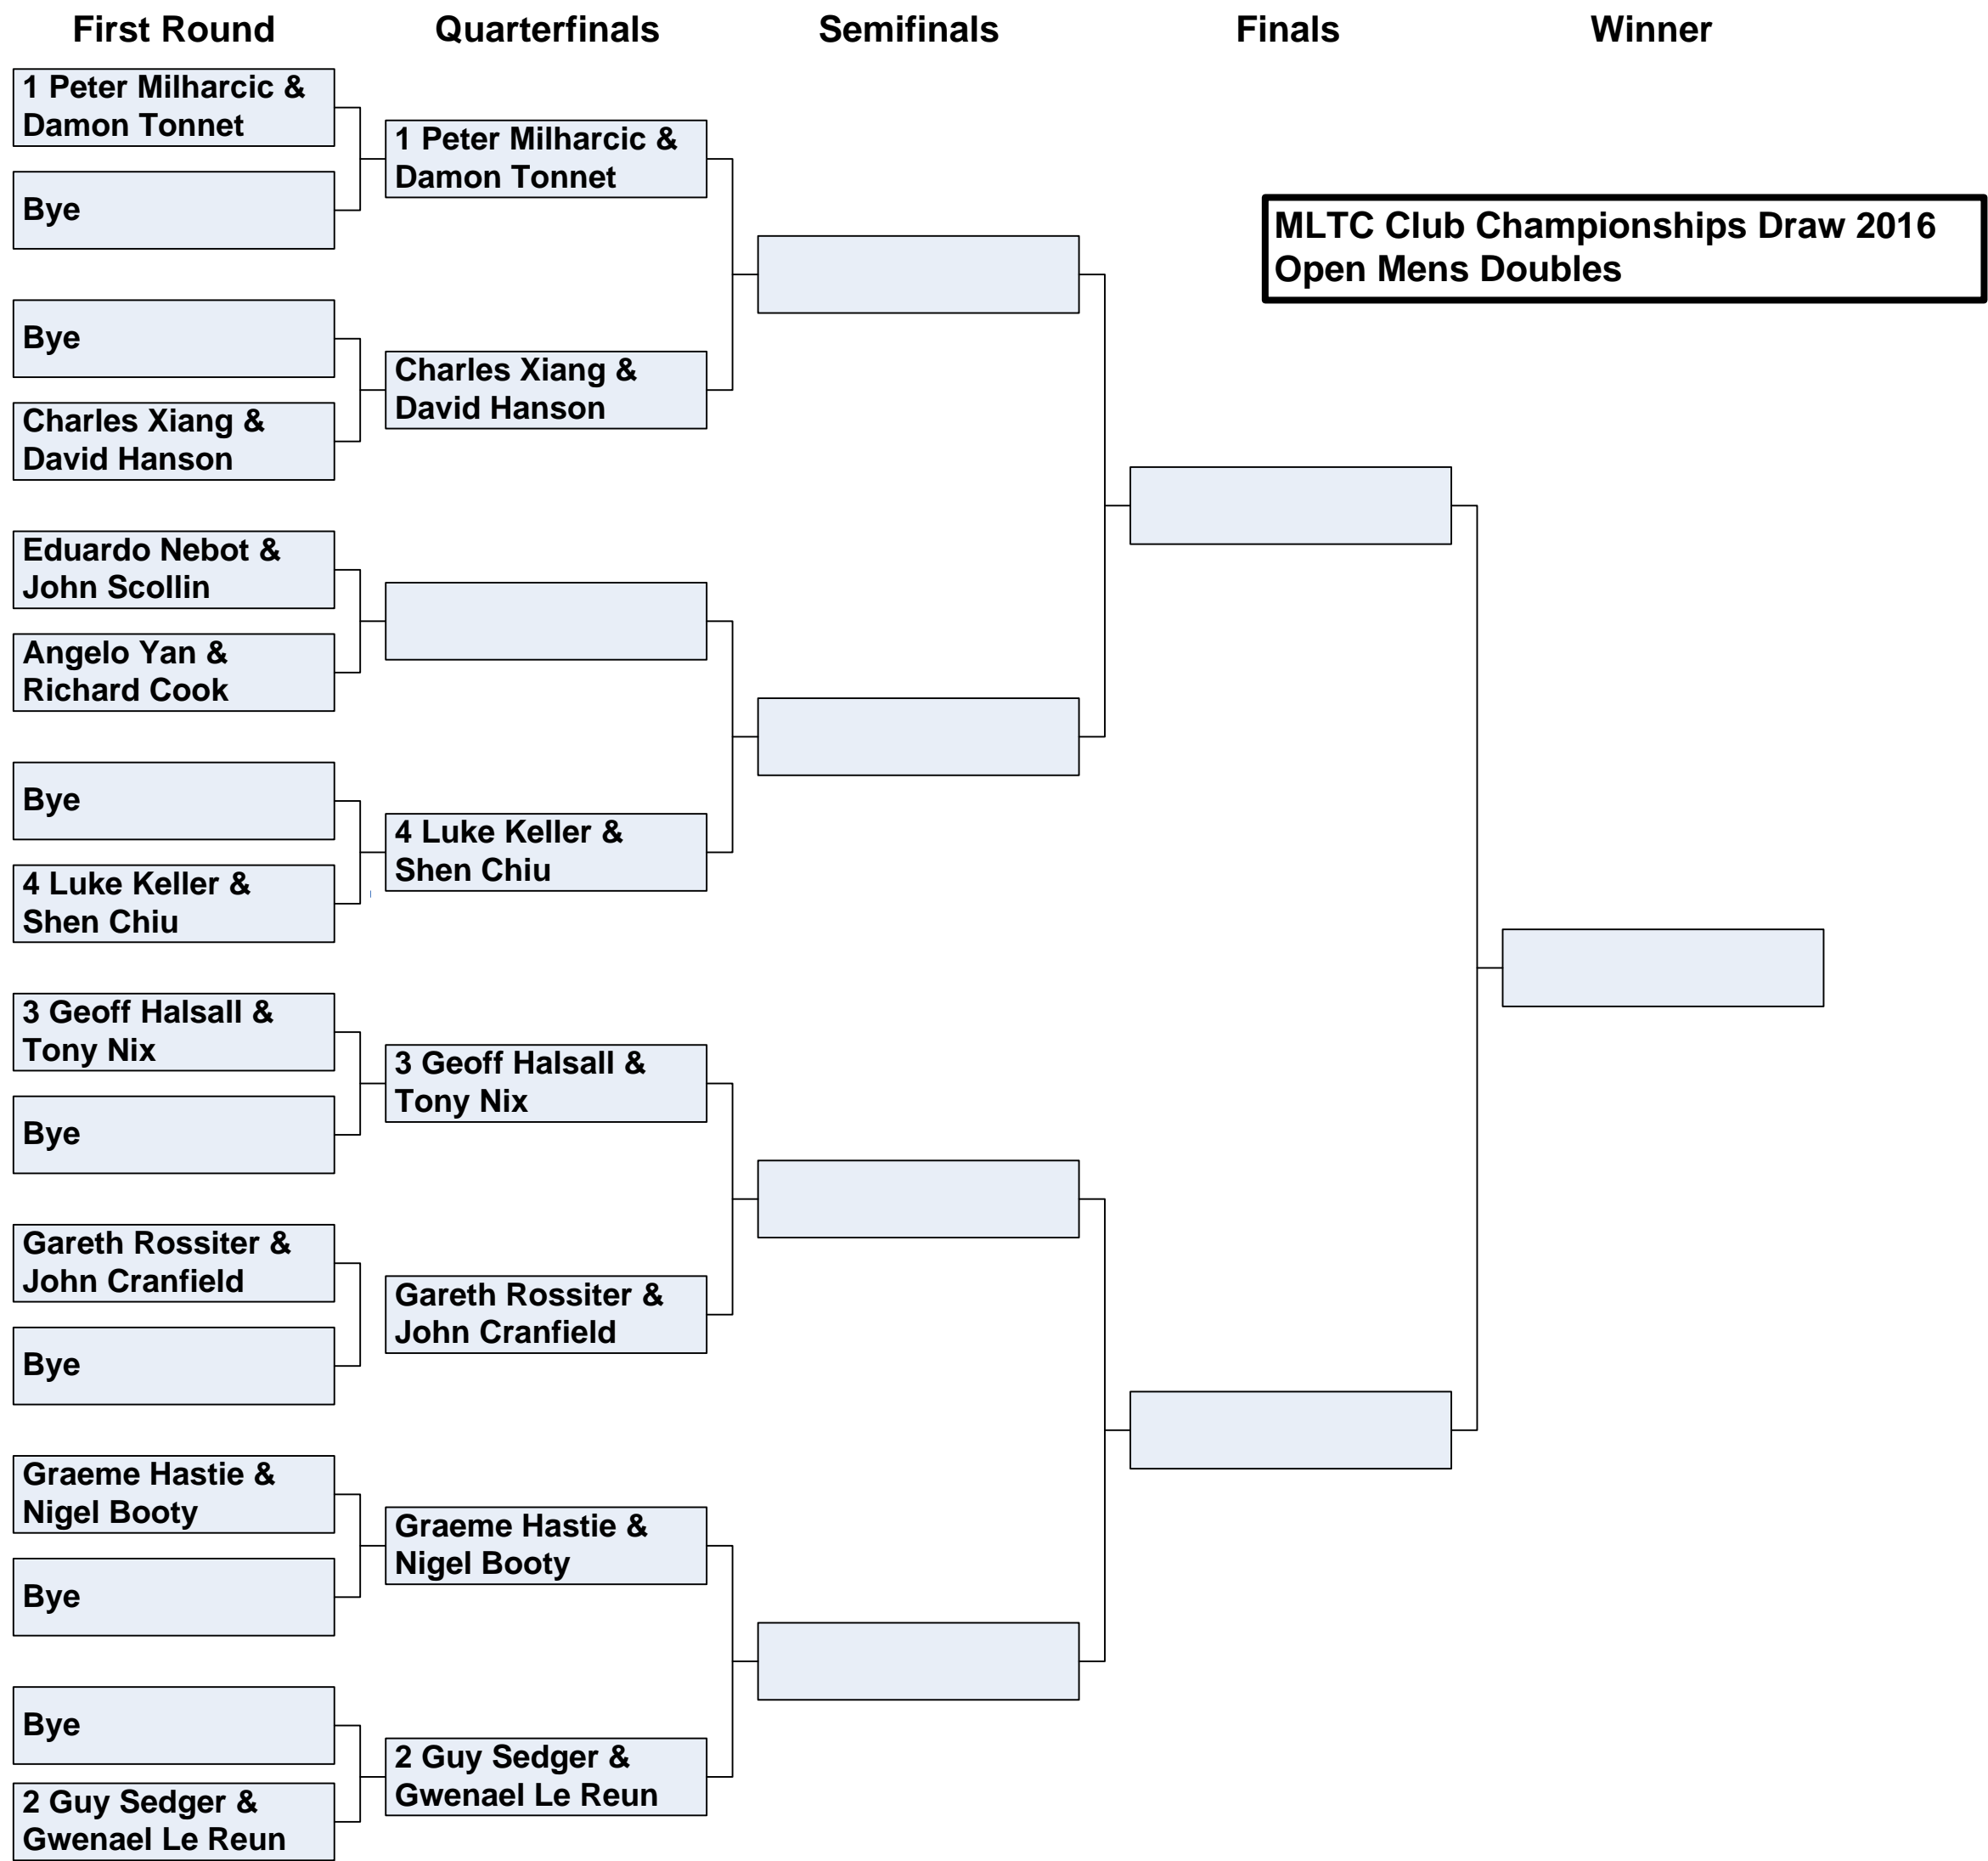 First Round
Quarterfinals
Semifinals
Finals
Winner
MLTC Club Championships Draw 2016
Open Mens Doubles
1 Peter Milharcic &
Damon Tonnet
Bye
Bye
Charles Xiang &
David Hanson
Eduardo Nebot &
John Scollin
Angelo Yan &
Richard Cook
Bye
4 Luke Keller &
Shen Chiu
3 Geoff Halsall &
Tony Nix
Bye
Gareth Rossiter &
John Cranfield
Bye
Graeme Hastie &
Nigel Booty
Bye
Bye
2 Guy Sedger &
Gwenael Le Reun
1 Peter Milharcic &
Damon Tonnet
Charles Xiang &
David Hanson
4 Luke Keller &
Shen Chiu
3 Geoff Halsall &
Tony Nix
Gareth Rossiter &
John Cranfield
Graeme Hastie &
Nigel Booty
2 Guy Sedger &
Gwenael Le Reun